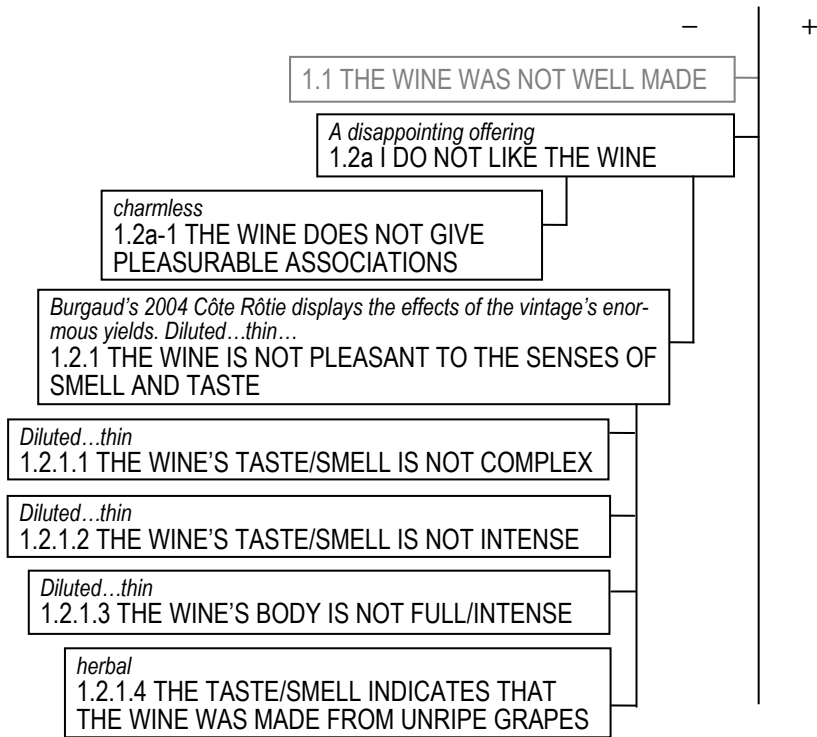 − +
1.1 THE WINE WAS NOT WELL MADE
A disappointing offering
1.2a I DO NOT LIKE THE WINE
charmless
1.2a-1 THE WINE DOES NOT GIVE
PLEASURABLE ASSOCIATIONS
Burgaud's 2004 Côte Rôtie displays the effects of the vintage's enor-
mous yields. Diluted…thin…
1.2.1 THE WINE IS NOT PLEASANT TO THE SENSES OF
SMELL AND TASTE
Diluted…thin
1.2.1.1 THE WINE'S TASTE/SMELL IS NOT COMPLEX
Diluted…thin
1.2.1.2 THE WINE'S TASTE/SMELL IS NOT INTENSE
Diluted…thin
1.2.1.3 THE WINE'S BODY IS NOT FULL/INTENSE
herbal
1.2.1.4 THE TASTE/SMELL INDICATES THAT
THE WINE WAS MADE FROM UNRIPE GRAPES